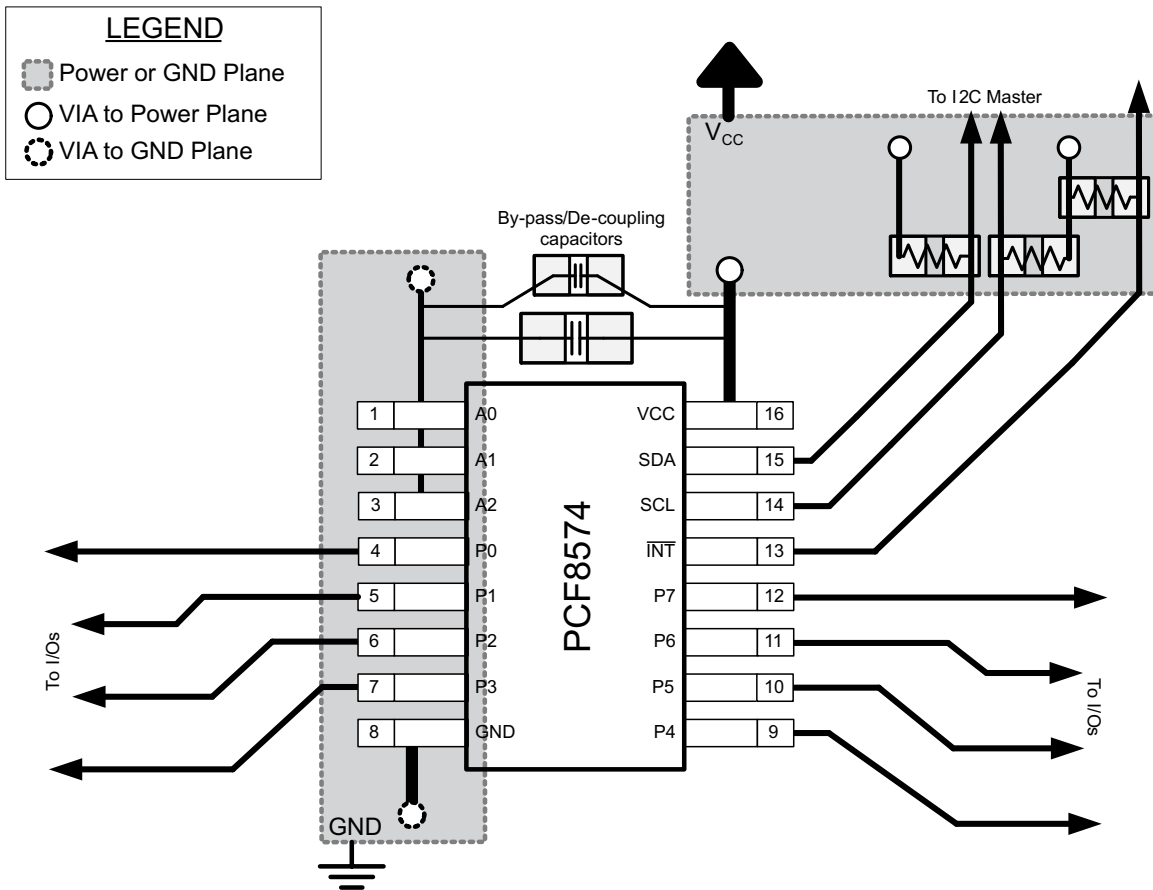 LEGEND
Power or GND Plane
VIA to Power Plane
VIA to GND Plane
To I2C Master
VCC
By-pass/De-coupling
capacitors
1 A0 VCC 16
2 A1 SDA 15
3 A2 SCL 14
4 P0 INT 13
5 P1 P7 12
6 P2 P6 11
7 P3 P5 10
8 GND P4 9
PCF8574
To I/Os
To I/Os
GND